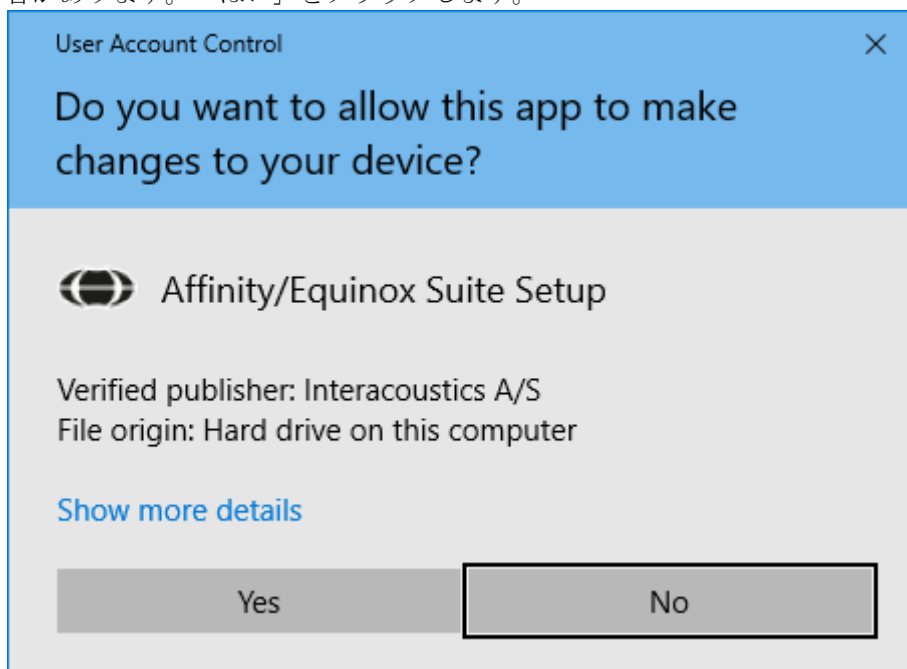 User Account Control
Do you want to allow this app to make
changes to your device?
Affinity/Equinox Suite Setup
Verified publisher: Interacoustics A/S
File origin: Hard drive on this computer
Show more details
Yes
No